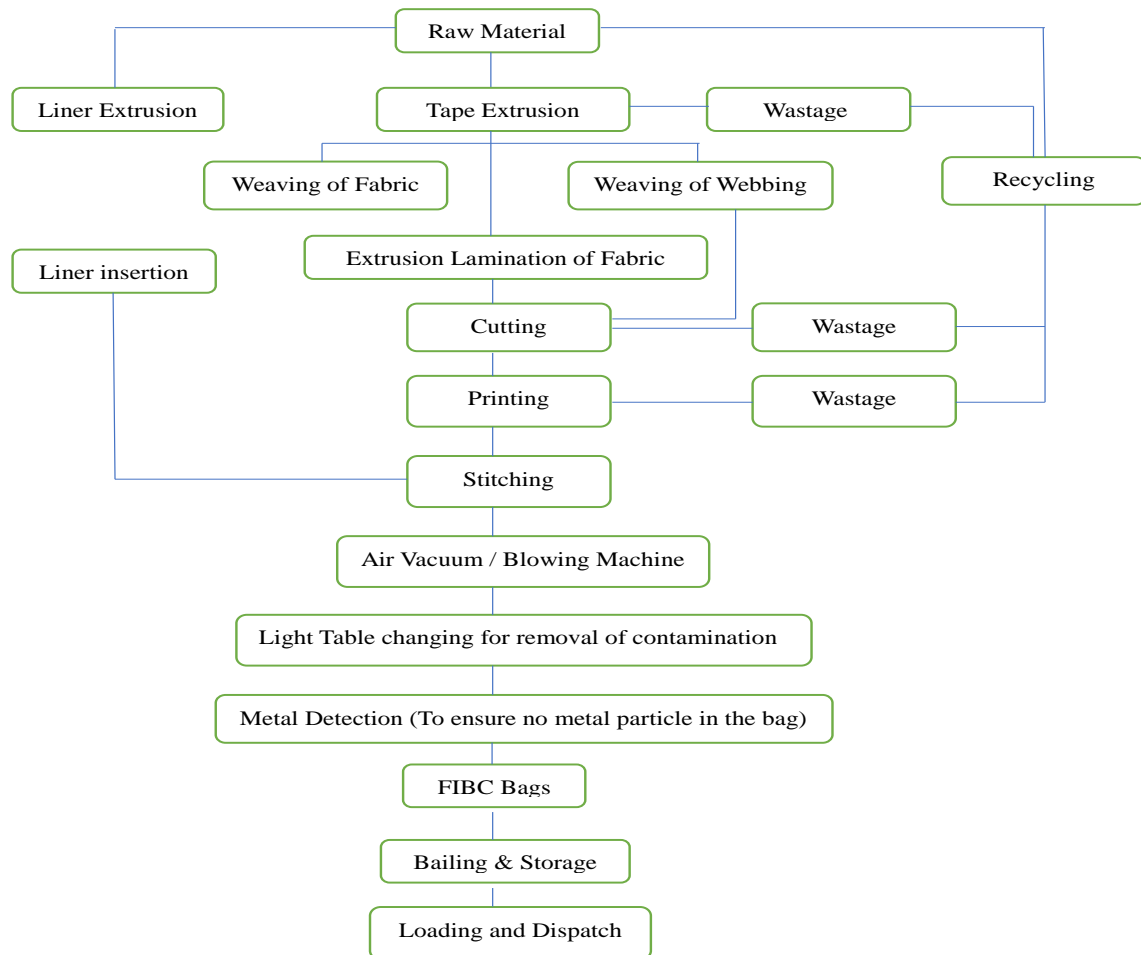 Raw Material
Liner Extrusion
Tape Extrusion
Wastage
Weaving of Fabric
Weaving of Webbing
Recycling
Liner insertion
Extrusion Lamination of Fabric
Cutting
Wastage
Printing
Wastage
Stitching
Air Vacuum / Blowing Machine
Light Table changing for removal of contamination
Metal Detection (To ensure no metal particle in the bag)
FIBC Bags
Bailing & Storage
Loading and Dispatch